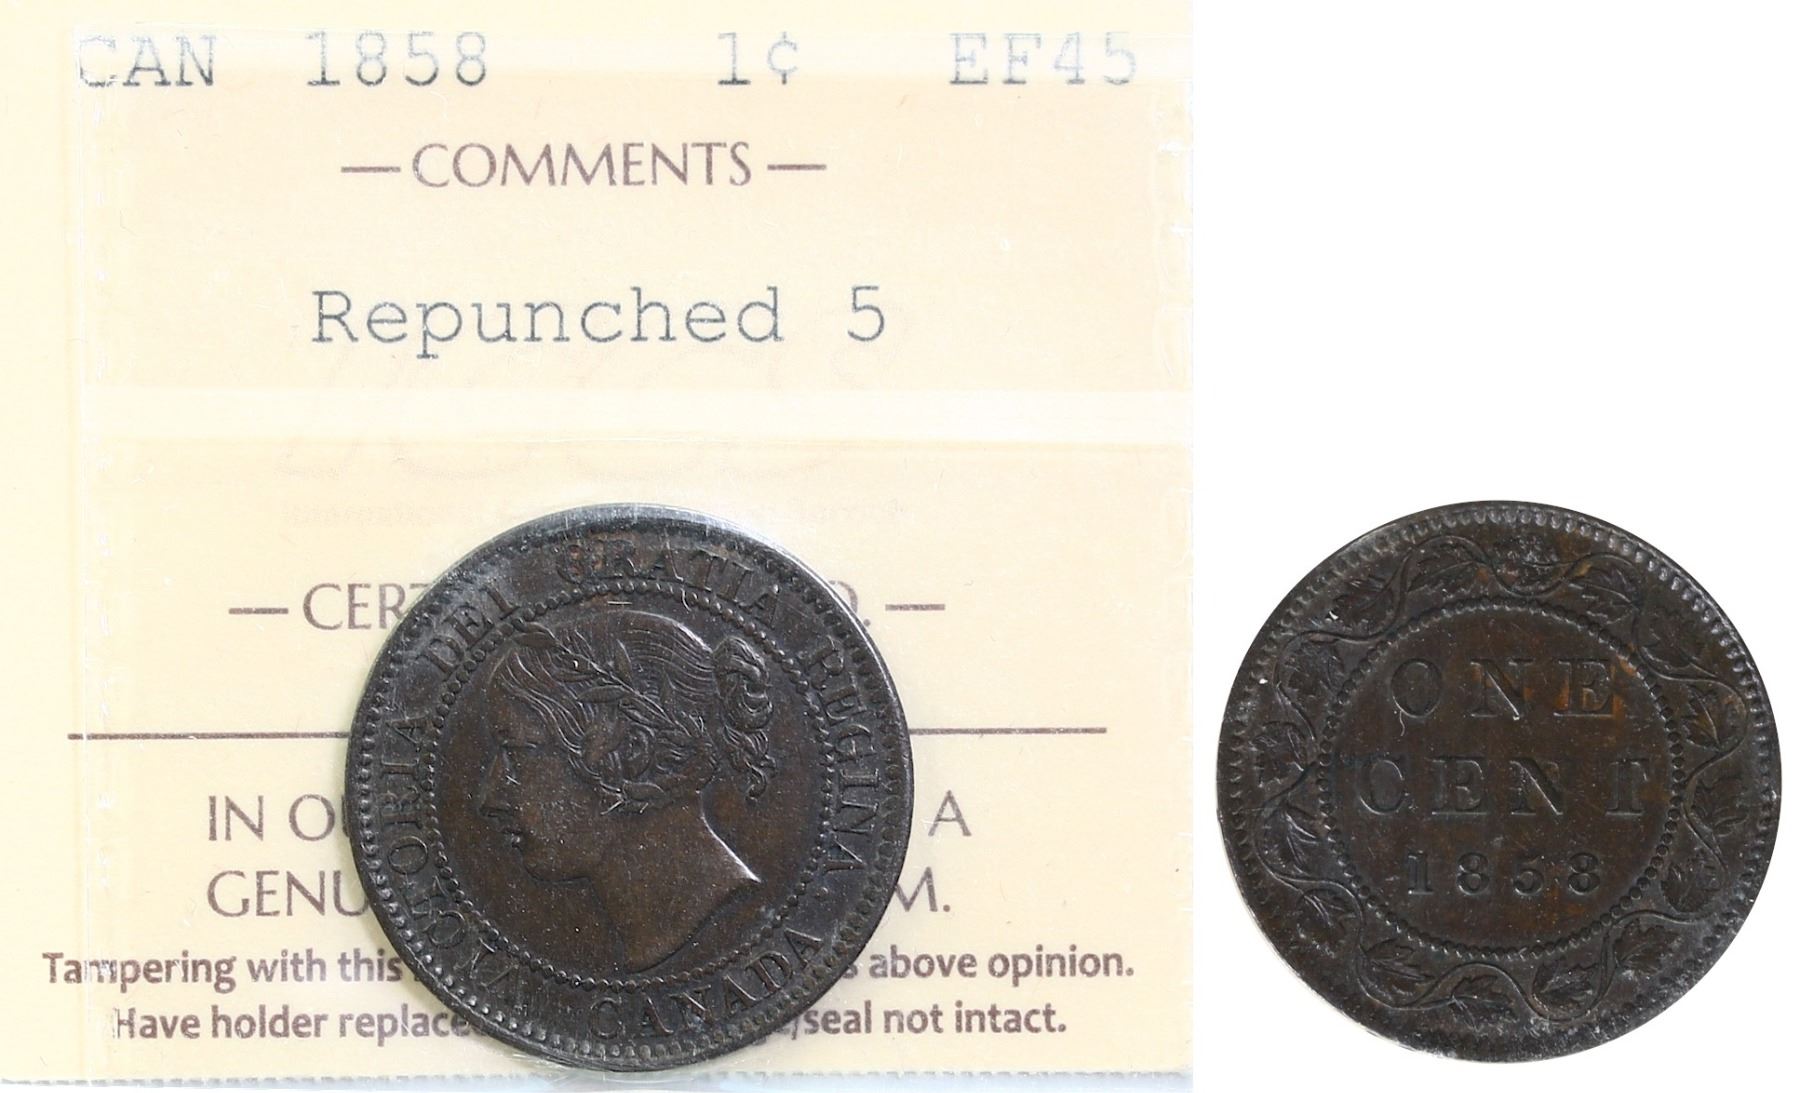 CAN 1858 1¢ EF45
— COMMENTS —
Repunched 5
— CERT O. —
IN OU A
GENU M.
Tampering with this s above opinion.
Have holder replace /seal not intact.
VICTORIA DEI GRATIA REGINA.
CANADA
ONE
CENT
1858